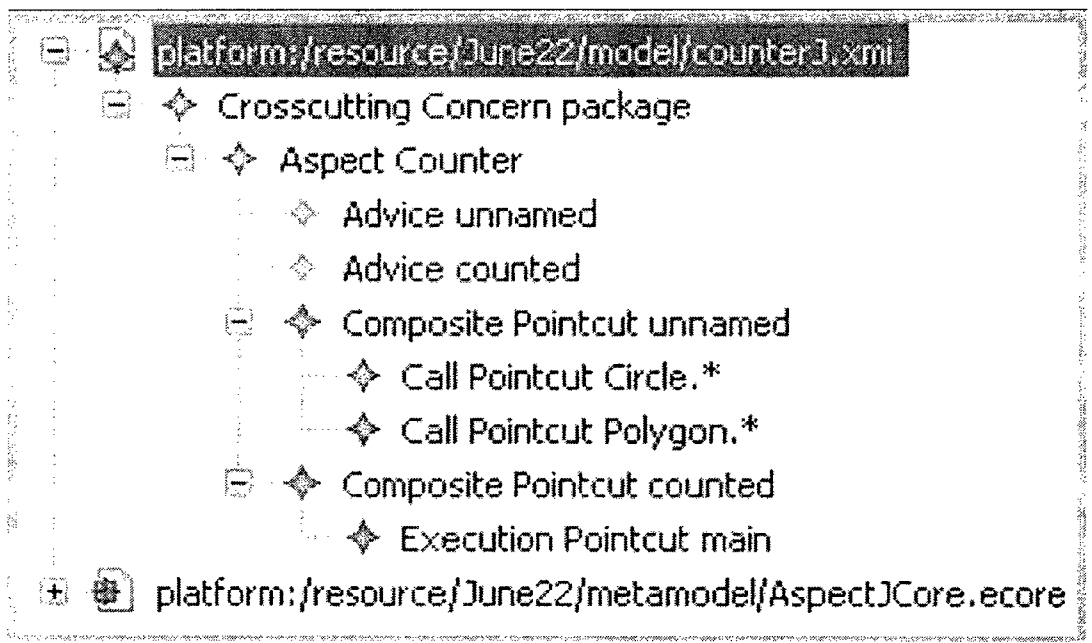 platform:/resource/June22/model/counterJ.xmi
Crosscutting Concern package
Aspect Counter
Advice unnamed
Advice counted
Composite Pointcut unnamed
Call Pointcut Circle.*
Call Pointcut Polygon.*
Composite Pointcut counted
Execution Pointcut main
platform:/resource/June22/metamodel/AspectJCore.ecore